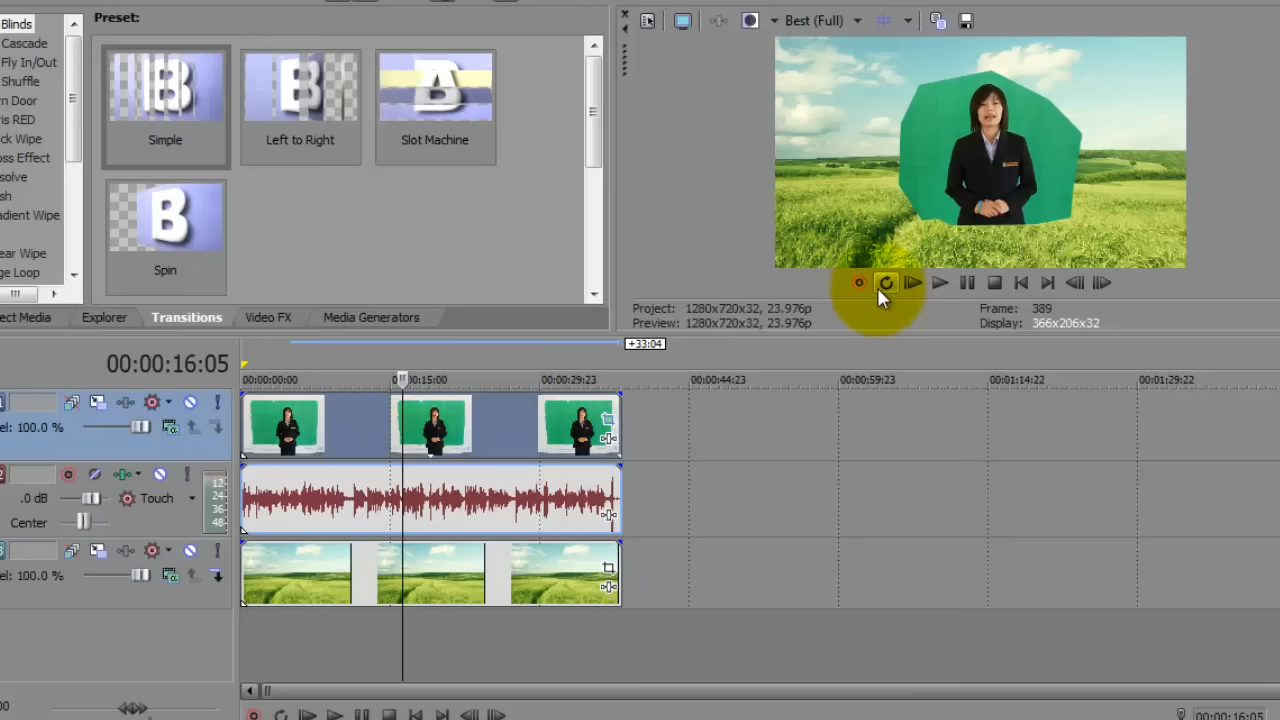 Blinds
Cascade
Fly In/Out
Shuffle
rn Door
ris RED
ck Wipe
oss Effect
solve
sh
adient Wipe
ear Wipe
ge Loop
Preset:
Simple
Left to Right
Slot Machine
Spin
ect Media
Explorer
Transitions
Video FX
Media Generators
Best (Full)
Project: 1280x720x32, 23.976p
Preview: 1280x720x32, 23.976p
Frame: 389
Display: 366x206x32
+33:04
00:00:16:05
00:00:00:00
00:15:00
00:00:29:23
00:00:44:23
00:00:59:23
00:01:14:22
00:01:29:22
el: 100.0 %
.0 dB
Touch
Center
12
24
36
48
el: 100.0 %
00
00:00:16:05